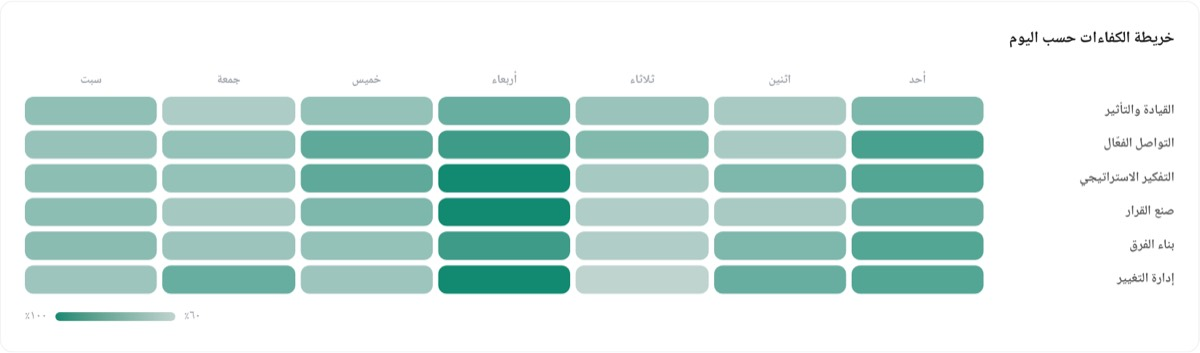 خريطة الكفاءات حسب اليوم
أحد اثنين ثلاثاء أربعاء خميس جمعة سبت
القيادة والتأثير
التواصل الفعّال
التفكير الاستراتيجي
صنع القرار
بناء الفرق
إدارة التغيير
٪٦٠ ٪١٠٠